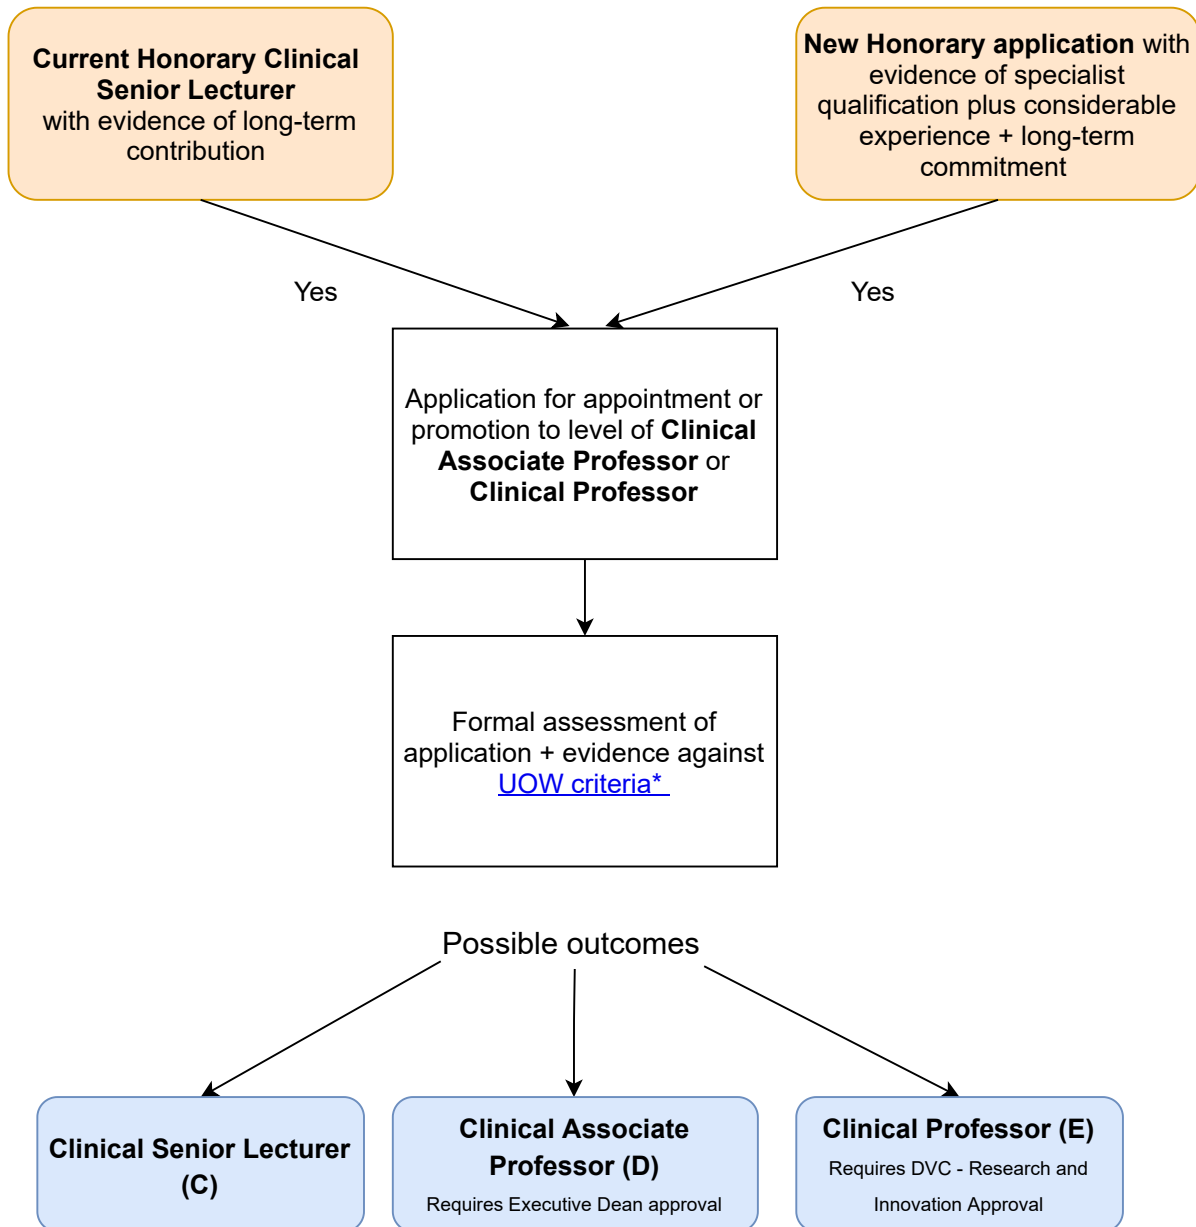 Current Honorary Clinical
Senior Lecturer
with evidence of long-term
contribution
New Honorary application with
evidence of specialist
qualification plus considerable
experience + long-term
commitment
Yes
Yes
Application for appointment or
promotion to level of Clinical
Associate Professor or
Clinical Professor
Formal assessment of
application + evidence against
UOW criteria*
Possible outcomes
Clinical Senior Lecturer
(C)
Clinical Associate
Professor (D)
Requires Executive Dean approval
Clinical Professor (E)
Requires DVC - Research and
Innovation Approval